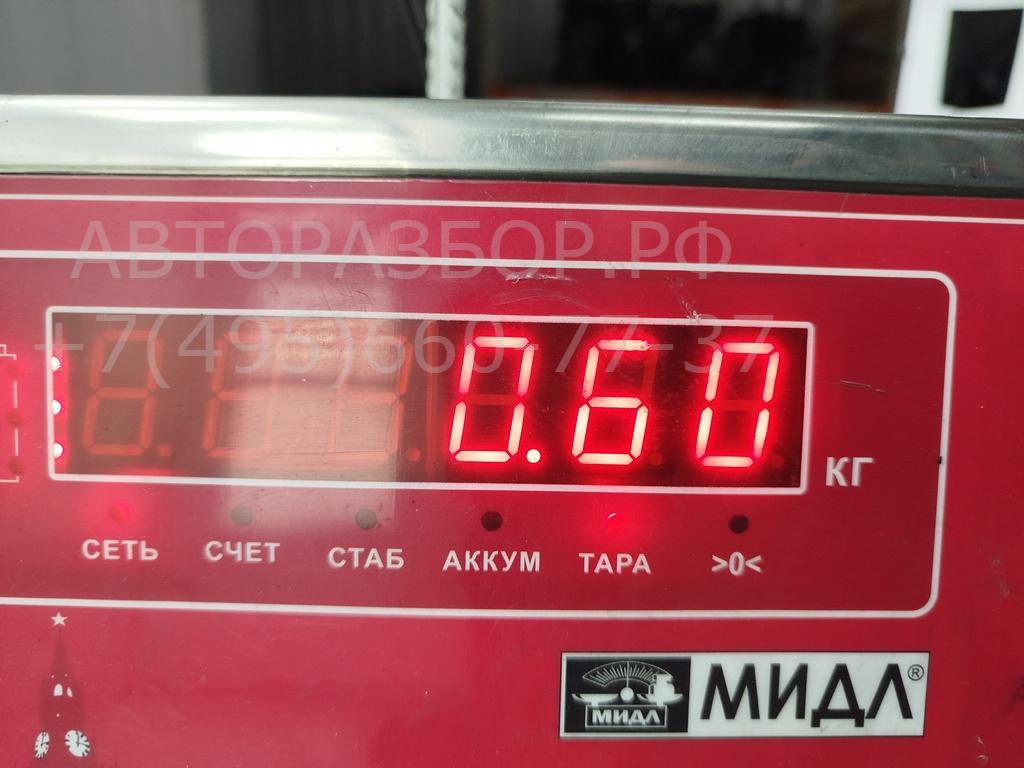 АВТОРАЗБОР.РФ
+7(495)660-77-37
0.60
КГ
СЕТЬ СЧЕТ СТАБ АККУМ ТАРА >0<
МИДЛ МИДЛ®